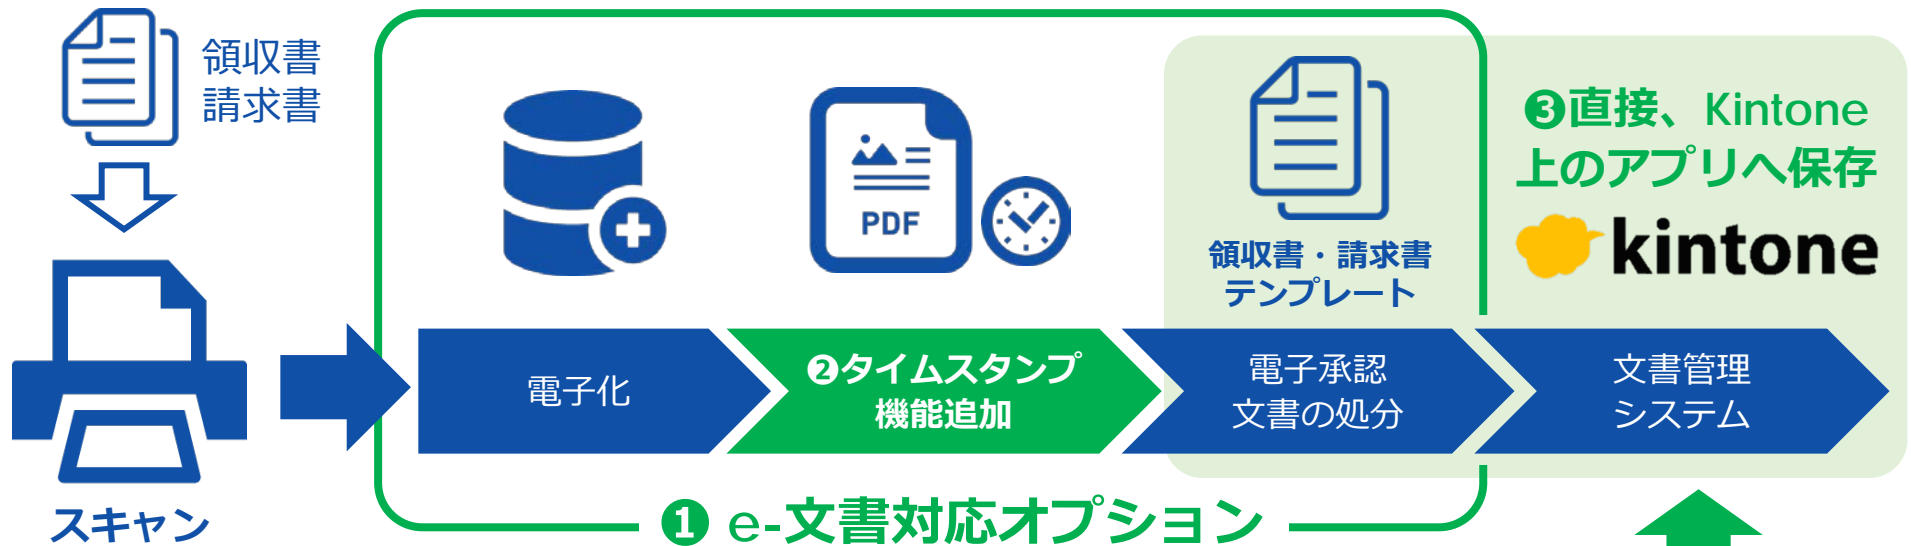 領収書
請求書
スキャン
PDF
領収書・請求書
テンプレート
❸直接、Kintone
上のアプリへ保存
kintone
電子化
❷タイムスタンプ
機能追加
電子承認
文書の処分
文書管理
システム
❶ e-文書対応オプション